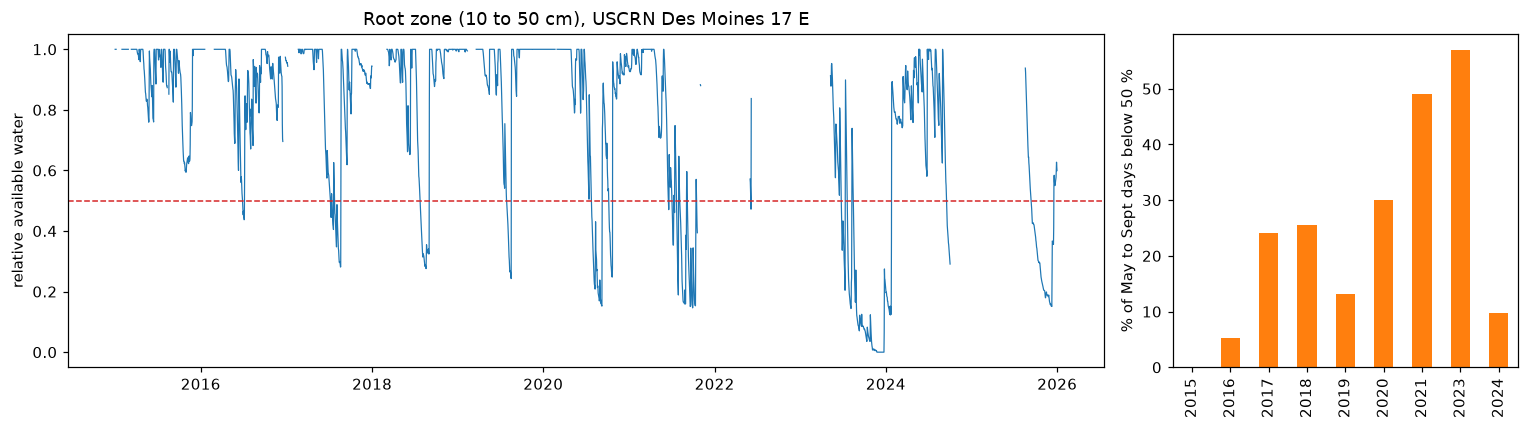 Root zone (10 to 50 cm), USCRN Des Moines 17 E
relative available water
1.0
0.8
0.6
0.4
0.2
0.0
2016 2018 2020 2022 2024 2026
% of May to Sept days below 50 %
50
40
30
20
10
0
2015 2016 2017 2018 2019 2020 2021 2023 2024